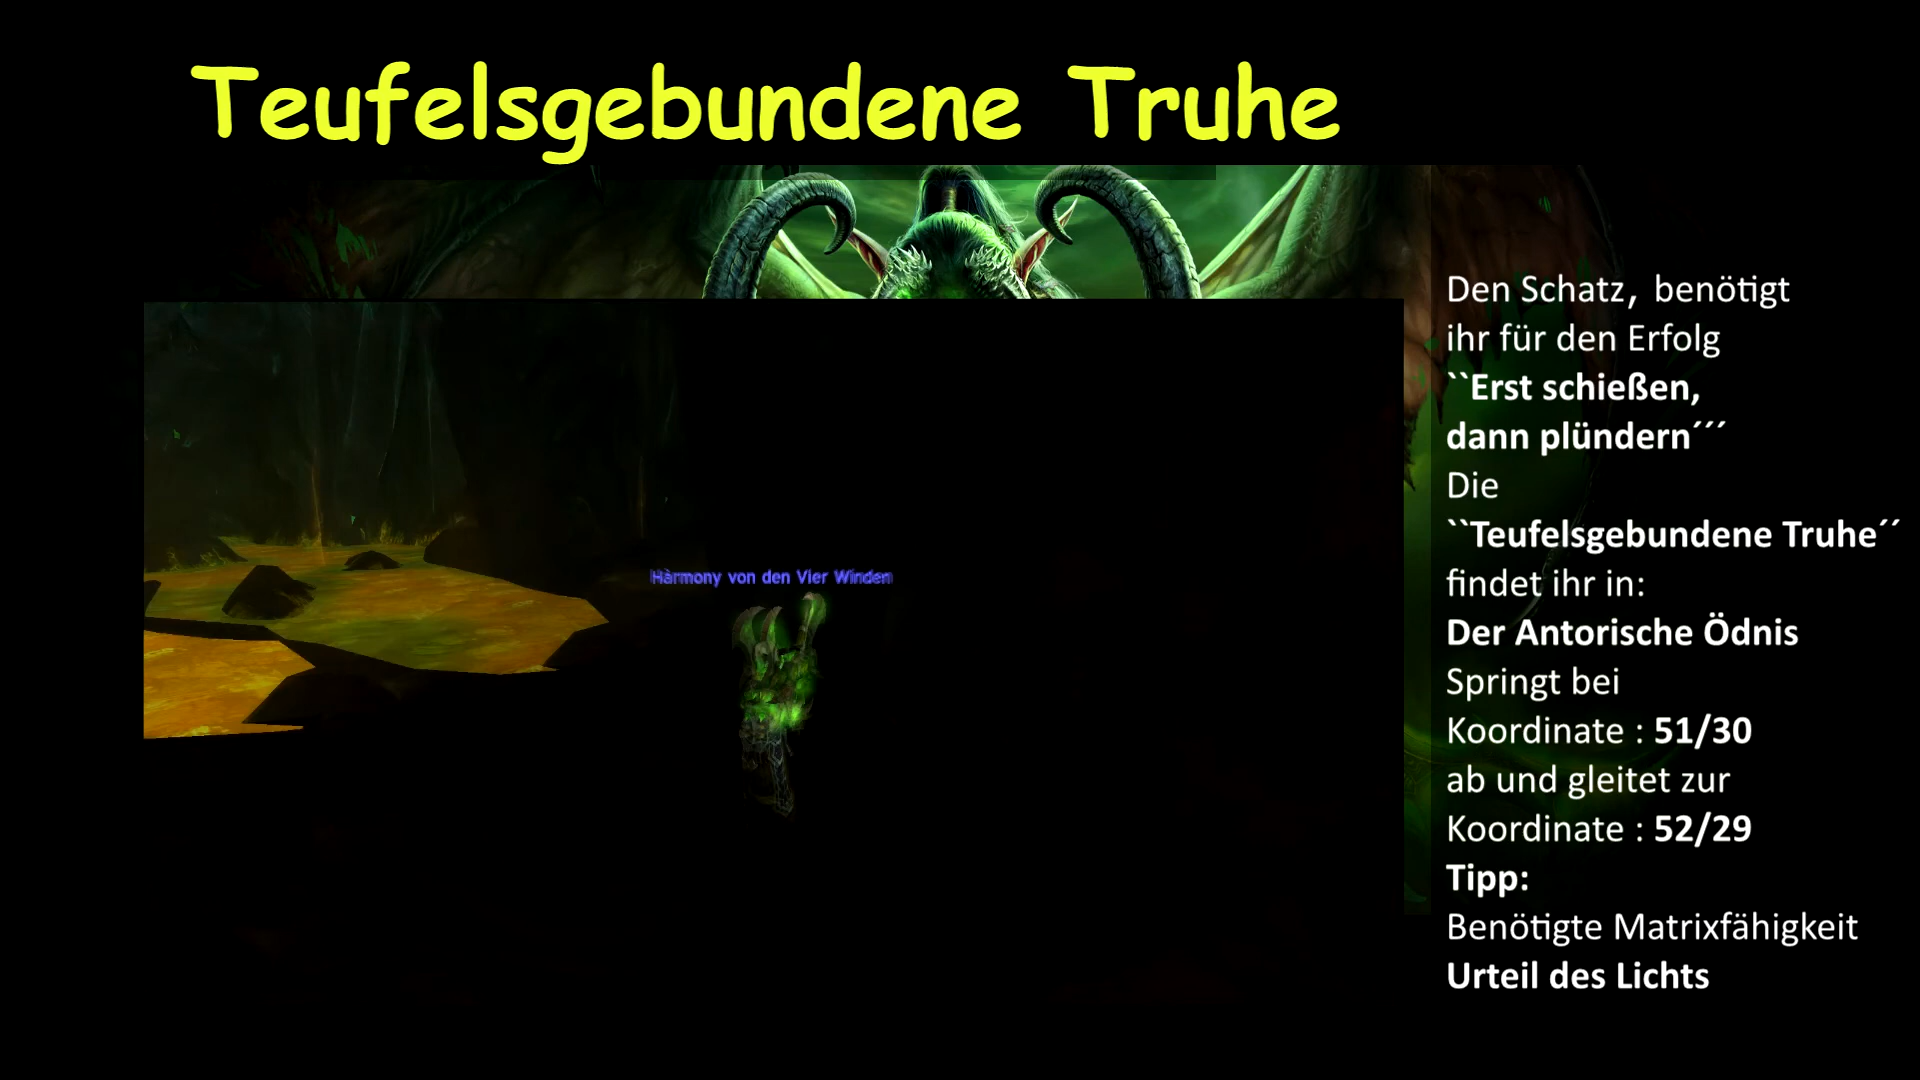 Teufelsgebundene Truhe
Hàrmony von den Vier Winden
Den Schatz, benötigt
ihr für den Erfolg
``Erst schießen,
dann plündern´´´
Die
``Teufelsgebundene Truhe´´
findet ihr in:
Der Antorische Ödnis
Springt bei
Koordinate : 51/30
ab und gleitet zur
Koordinate : 52/29
Tipp:
Benötigte Matrixfähigkeit
Urteil des Lichts